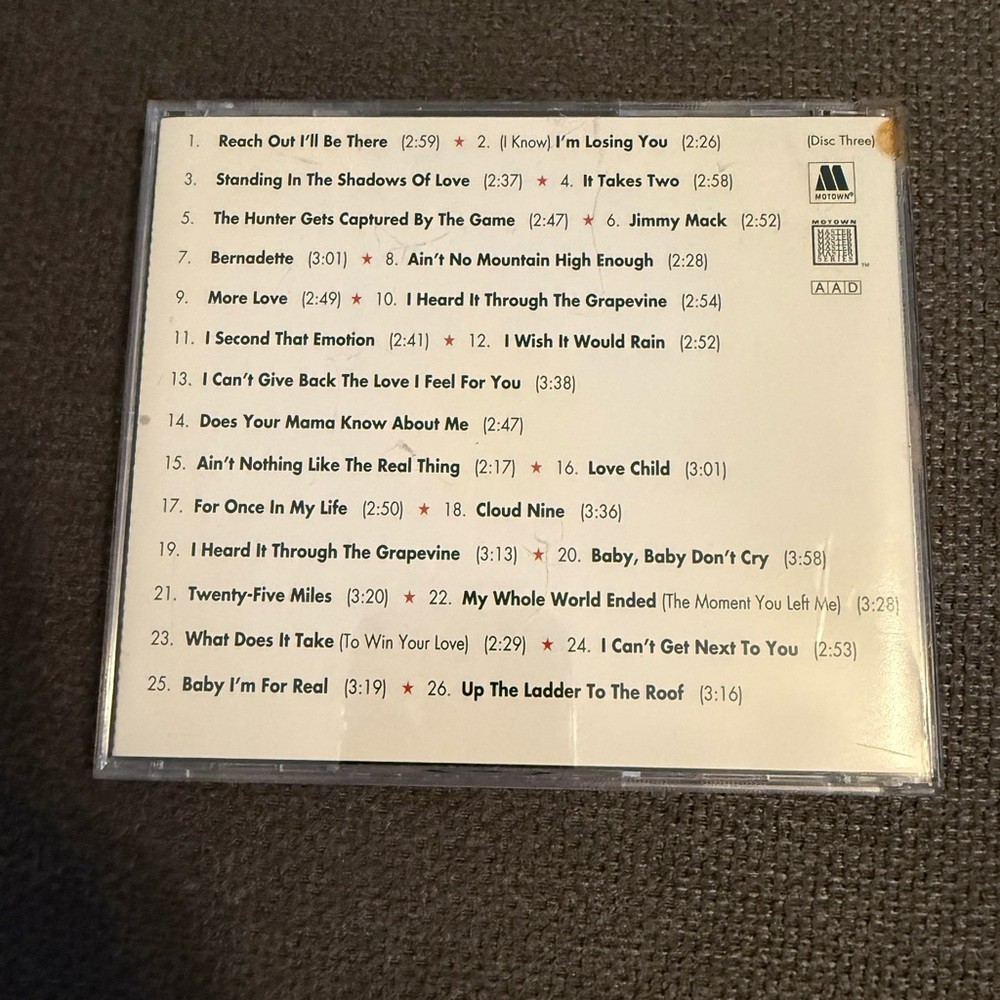 1. Reach Out I'll Be There (2:59) ★ 2. (I Know) I'm Losing You (2:26)
(Disc Three)
3. Standing In The Shadows Of Love (2:37) ★ 4. It Takes Two (2:58)
MOTOWN®
5. The Hunter Gets Captured By The Game (2:47) ★ 6. Jimmy Mack (2:52)
MOTOWN
MASTER
MASTER
MASTER
MASTER
MASTER
SERIES™
7. Bernadette (3:01) ★ 8. Ain't No Mountain High Enough (2:28)
AAD
9. More Love (2:49) ★ 10. I Heard It Through The Grapevine (2:54)
11. I Second That Emotion (2:41) ★ 12. I Wish It Would Rain (2:52)
13. I Can't Give Back The Love I Feel For You (3:38)
14. Does Your Mama Know About Me (2:47)
15. Ain't Nothing Like The Real Thing (2:17) ★ 16. Love Child (3:01)
17. For Once In My Life (2:50) ★ 18. Cloud Nine (3:36)
19. I Heard It Through The Grapevine (3:13) ★ 20. Baby, Baby Don't Cry (3:58)
21. Twenty-Five Miles (3:20) ★ 22. My Whole World Ended (The Moment You Left Me) (3:28)
23. What Does It Take (To Win Your Love) (2:29) ★ 24. I Can't Get Next To You (2:53)
25. Baby I'm For Real (3:19) ★ 26. Up The Ladder To The Roof (3:16)